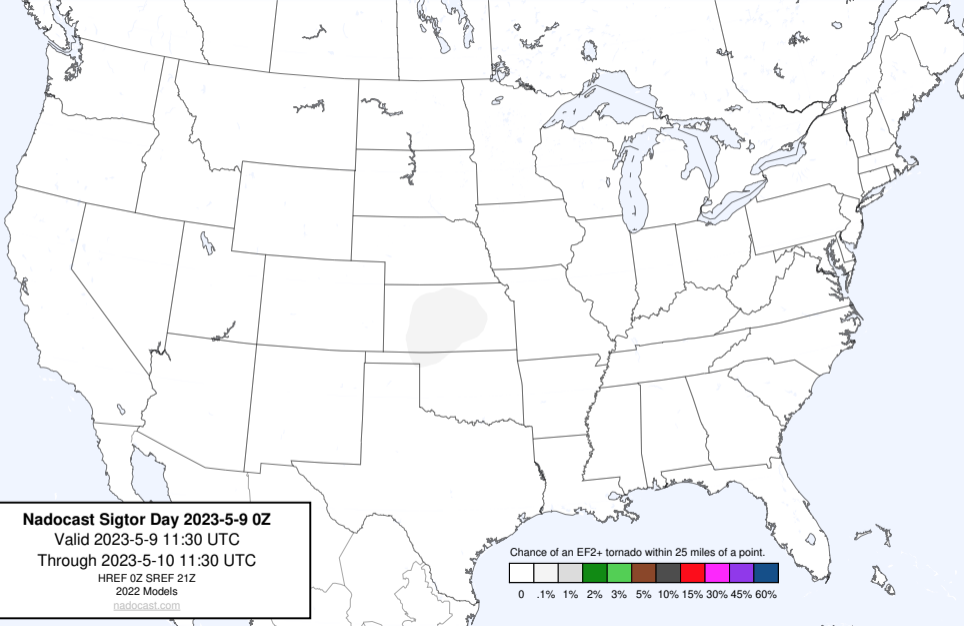 Nadocast Sigtor Day 2023-5-9 0Z
Valid 2023-5-9 11:30 UTC
Through 2023-5-10 11:30 UTC
HREF 0Z SREF 21Z
2022 Models
nadocast.com
Chance of an EF2+ tornado within 25 miles of a point.
0 .1% 1% 2% 3% 5% 10% 15% 30% 45% 60%